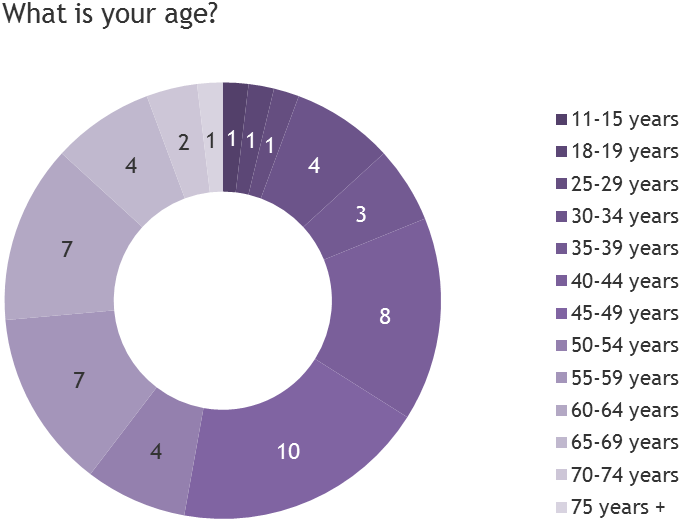 What is your age?
1
1
1
4
3
8
10
4
7
7
4
2
1
11-15 years
18-19 years
25-29 years
30-34 years
35-39 years
40-44 years
45-49 years
50-54 years
55-59 years
60-64 years
65-69 years
70-74 years
75 years +